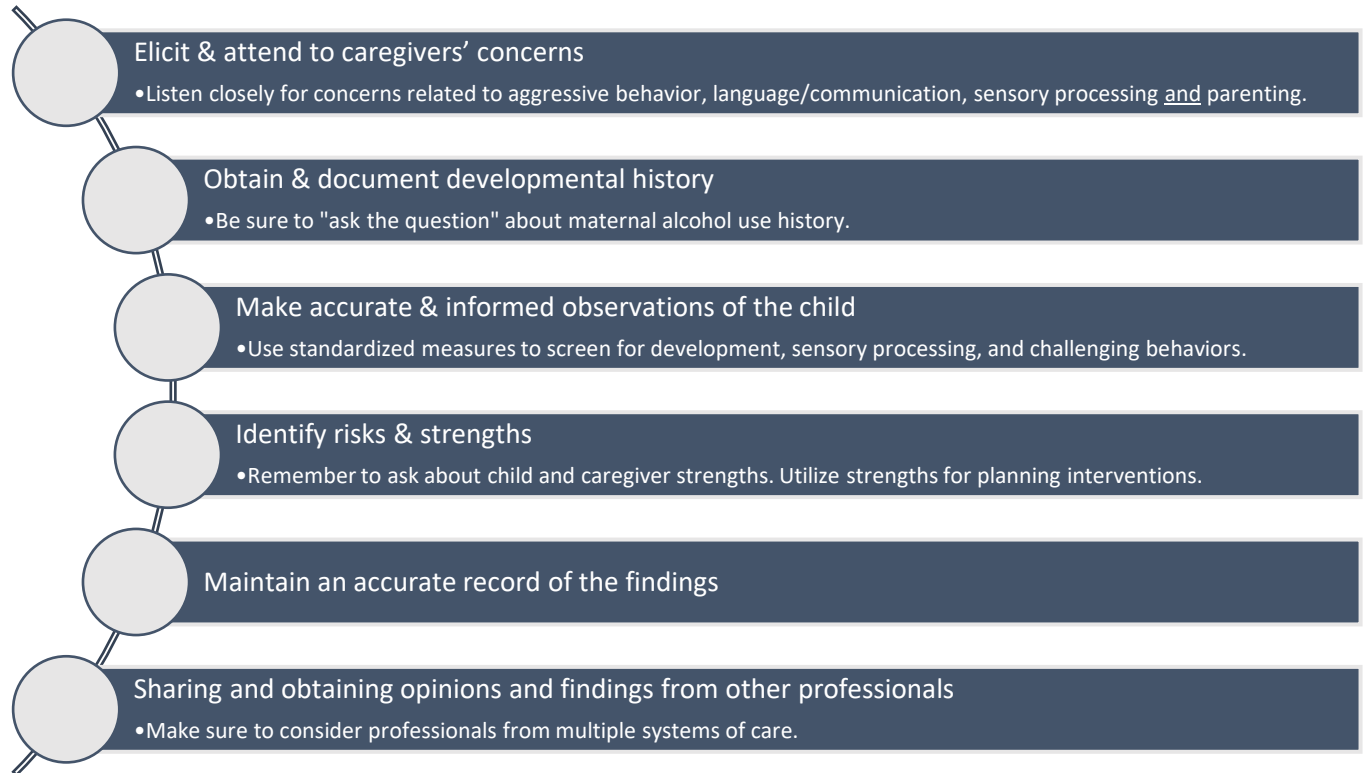 Elicit & attend to caregivers’ concerns
•Listen closely for concerns related to aggressive behavior, language/communication, sensory processing and parenting.
Obtain & document developmental history
•Be sure to "ask the question" about maternal alcohol use history.
Make accurate & informed observations of the child
•Use standardized measures to screen for development, sensory processing, and challenging behaviors.
Identify risks & strengths
•Remember to ask about child and caregiver strengths. Utilize strengths for planning interventions.
Maintain an accurate record of the findings
Sharing and obtaining opinions and findings from other professionals
•Make sure to consider professionals from multiple systems of care.